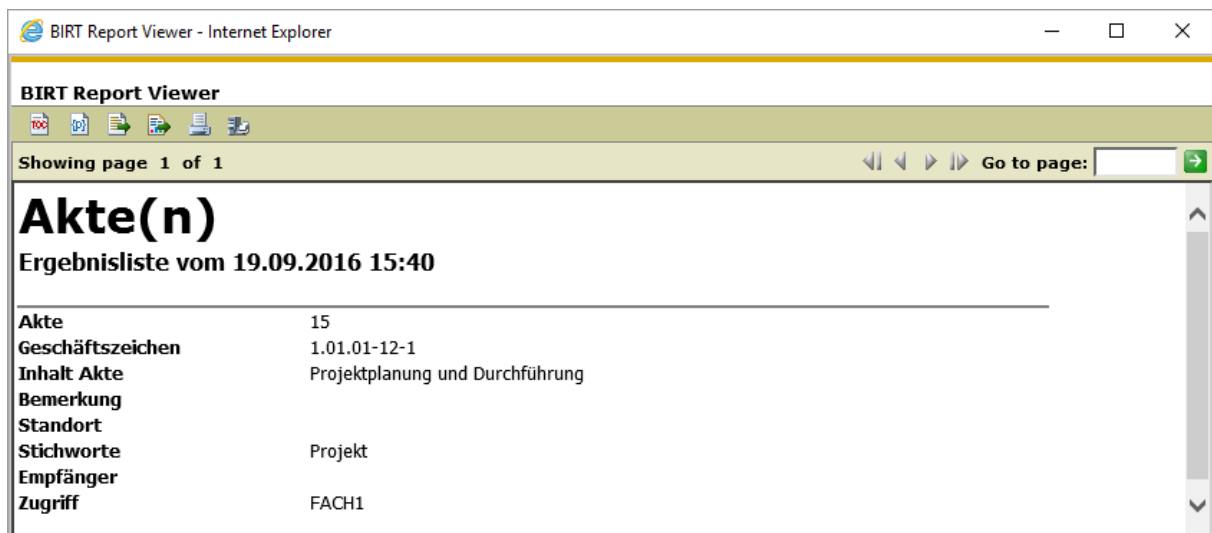 BIRT Report Viewer - Internet Explorer
BIRT Report Viewer
TOC
Showing page 1 of 1 Go to page:
Akte(n)
Ergebnisliste vom 19.09.2016 15:40
Akte 15
Geschäftszeichen 1.01.01-12-1
Inhalt Akte Projektplanung und Durchführung
Bemerkung
Standort
Stichworte Projekt
Empfänger
Zugriff FACH1